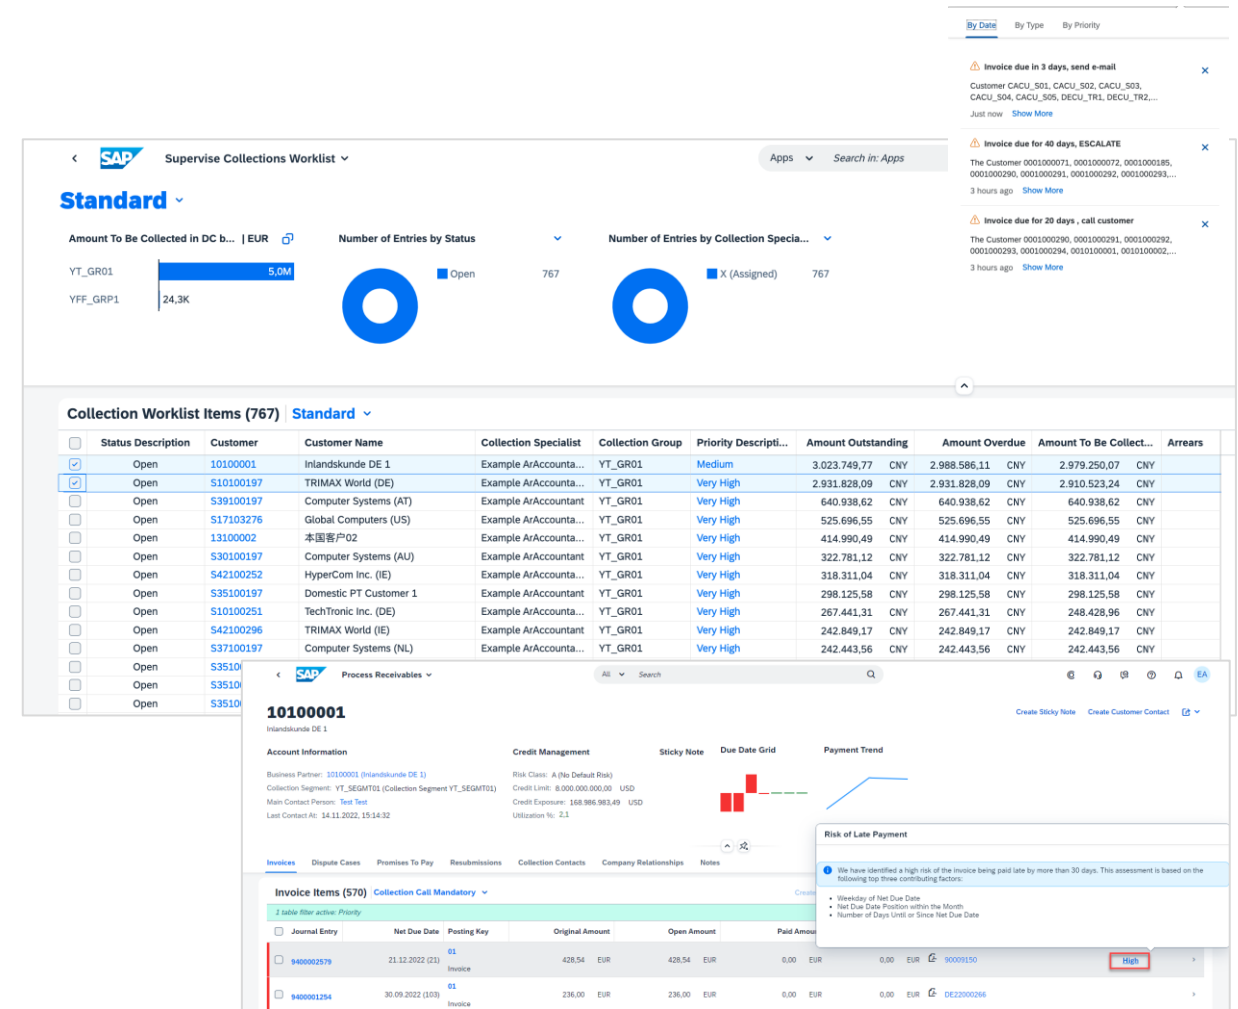 By Date By Type By Priority
Invoice due in 3 days, send e-mail
Customer CACU_S01, CACU_S02, CACU_S03,
CACU_S04, CACU_S05, DECU_TR1, DECU_TR2,...
Just now Show More
Invoice due for 40 days, ESCALATE
The Customer 0001000071, 0001000072, 0001000185,
0001000290, 0001000291, 0001000292, 0001000293,...
3 hours ago Show More
Invoice due for 20 days , call customer
The Customer 0001000290, 0001000291, 0001000292,
0001000293, 0001000294, 0010100001, 0010100002,...
3 hours ago Show More
SAP Supervise Collections Worklist Apps Search in: Apps
Standard
Amount To Be Collected in DC b... | EUR
YT_GR01 5,0M
YFF_GRP1 24,3K
Number of Entries by Status
Open 767
Number of Entries by Collection Specia...
X (Assigned) 767
Collection Worklist Items (767) Standard
Status Description Customer Customer Name Collection Specialist Collection Group Priority Descripti... Amount Outstanding Amount Overdue Amount To Be Collect... Arrears
Open 10100001 Inlandskunde DE 1 Example ArAccounta... YT_GR01 Medium 3.023.749,77 CNY 2.988.586,11 CNY 2.979.250,07 CNY
Open S10100197 TRIMAX World (DE) Example ArAccounta... YT_GR01 Very High 2.931.828,09 CNY 2.931.828,09 CNY 2.910.523,24 CNY
Open S39100197 Computer Systems (AT) Example ArAccountant YT_GR01 Very High 640.938,62 CNY 640.938,62 CNY 640.938,62 CNY
Open S17103276 Global Computers (US) Example ArAccounta... YT_GR01 Very High 525.696,55 CNY 525.696,55 CNY 525.696,55 CNY
Open 13100002 本国客户02 Example ArAccounta... YT_GR01 Very High 414.990,49 CNY 414.990,49 CNY 414.990,49 CNY
Open S30100197 Computer Systems (AU) Example ArAccountant YT_GR01 Very High 322.781,12 CNY 322.781,12 CNY 322.781,12 CNY
Open S42100252 HyperCom Inc. (IE) Example ArAccounta... YT_GR01 Very High 318.311,04 CNY 318.311,04 CNY 318.311,04 CNY
Open S35100197 Domestic PT Customer 1 Example ArAccountant YT_GR01 Very High 298.125,58 CNY 298.125,58 CNY 298.125,58 CNY
Open S10100251 TechTronic Inc. (DE) Example ArAccounta... YT_GR01 Very High 267.441,31 CNY 267.441,31 CNY 248.428,96 CNY
Open S42100296 TRIMAX World (IE) Example ArAccountant YT_GR01 Very High 242.849,17 CNY 242.849,17 CNY 242.849,17 CNY
Open S37100197 Computer Systems (NL) Example ArAccounta... YT_GR01 Very High 242.443,56 CNY 242.443,56 CNY 242.443,56 CNY
Open S3510
Open S3510
Open S3510
SAP Process Receivables All Search EA
10100001
Inlandskunde DE 1
Create Sticky Note Create Customer Contact
Account Information
Business Partner: 10100001 (Inlandskunde DE 1)
Collection Segment: YT_SEGMT01 (Collection Segment YT_SEGMT01)
Main Contact Person: Test Test
Last Contact At: 14.11.2022, 15:14:32
Credit Management
Risk Class: A (No Default Risk)
Credit Limit: 8.000.000.000,00 USD
Credit Exposure: 168.986.983,49 USD
Utilization %: 2,1
Sticky Note Due Date Grid Payment Trend
Risk of Late Payment
We have identified a high risk of the invoice being paid late by more than 30 days. This assessment is based on the
following top three contributing factors:
• Weekday of Net Due Date
• Net Due Date Position within the Month
• Number of Days Until or Since Net Due Date
Invoices Dispute Cases Promises To Pay Resubmissions Collection Contacts Company Relationships Notes
Invoice Items (570) Collection Call Mandatory Create
1 table filter active: Priority
Journal Entry Net Due Date Posting Key Original Amount Open Amount Paid Amou
9400002579 21.12.2022 (21) 01 Invoice 428,54 EUR 428,54 EUR 0,00 EUR 0,00 EUR 90009150 High
9400001254 30.09.2022 (103) 01 Invoice 236,00 EUR 236,00 EUR 0,00 EUR 0,00 EUR DE22000266